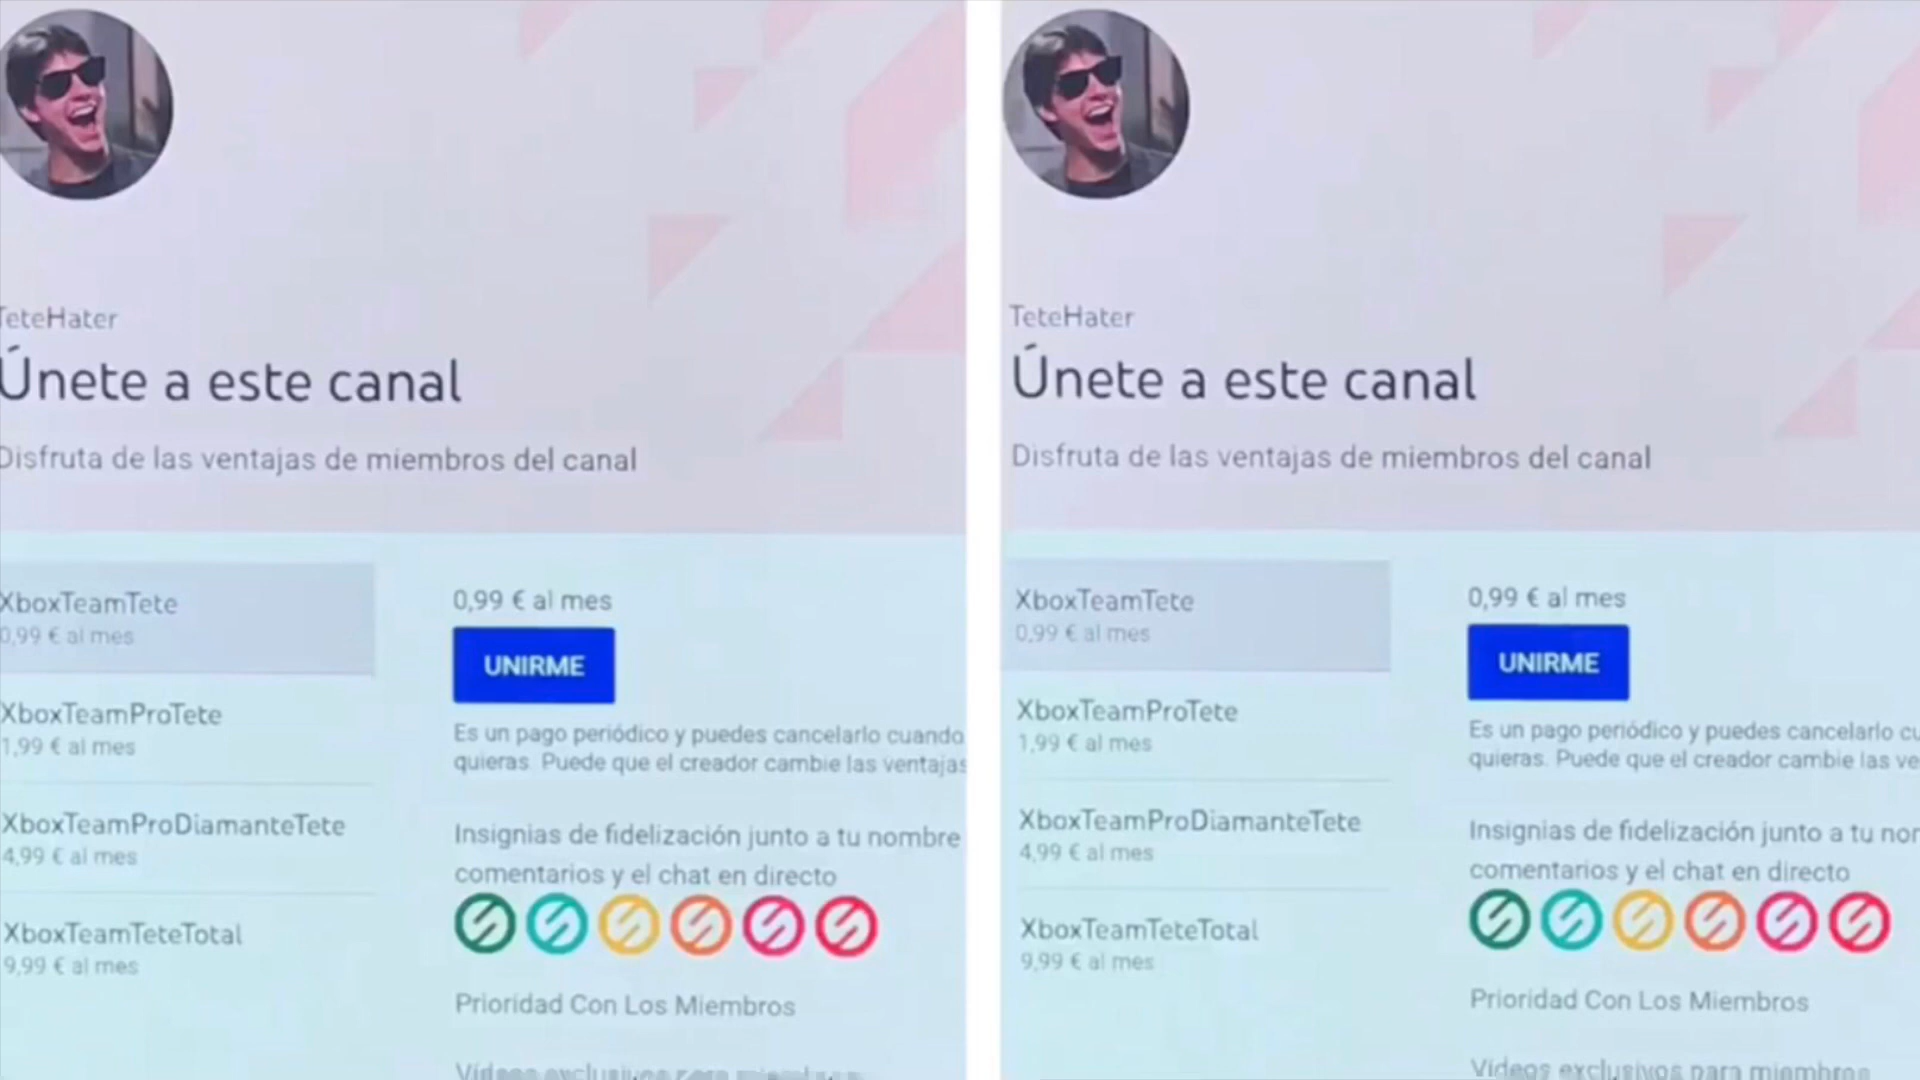 TeteHater
Únete a este canal
Disfruta de las ventajas de miembros del canal
XboxTeamTete
0,99 € al mes
XboxTeamProTete
1,99 € al mes
XboxTeamProDiamanteTete
4,99 € al mes
XboxTeamTeteTotal
9,99 € al mes
0,99 € al mes
UNIRME
Es un pago periódico y puedes cancelarlo cuando
quieras. Puede que el creador cambie las ventajas
Insignias de fidelización junto a tu nombre
comentarios y el chat en directo
Prioridad Con Los Miembros
Vídeos exclusivos para miembros
TeteHater
Únete a este canal
Disfruta de las ventajas de miembros del canal
XboxTeamTete
0,99 € al mes
XboxTeamProTete
1,99 € al mes
XboxTeamProDiamanteTete
4,99 € al mes
XboxTeamTeteTotal
9,99 € al mes
0,99 € al mes
UNIRME
Es un pago periódico y puedes cancelarlo cu
quieras. Puede que el creador cambie las ve
Insignias de fidelización junto a tu nor
comentarios y el chat en directo
Prioridad Con Los Miembros
Vídeos exclusivos para miembros